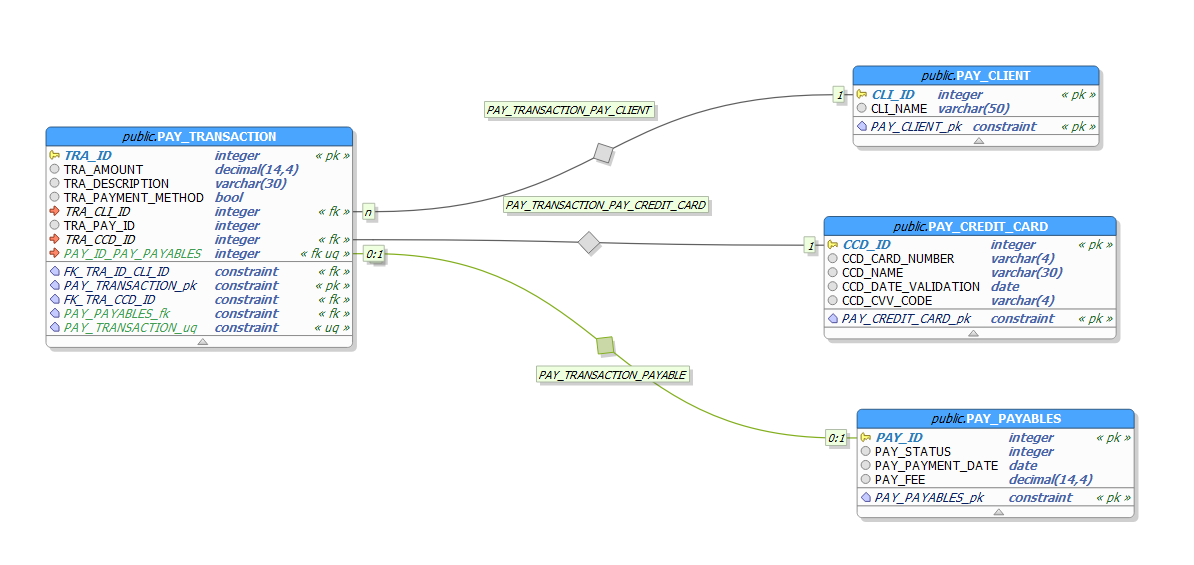 public.PAY_TRANSACTION
TRA_ID integer « pk »
TRA_AMOUNT decimal(14,4)
TRA_DESCRIPTION varchar(30)
TRA_PAYMENT_METHOD bool
TRA_CLI_ID integer « fk »
TRA_PAY_ID integer
TRA_CCD_ID integer « fk »
PAY_ID_PAY_PAYABLES integer « fk uq »
FK_TRA_ID_CLI_ID constraint « fk »
PAY_TRANSACTION_pk constraint « pk »
FK_TRA_CCD_ID constraint « fk »
PAY_PAYABLES_fk constraint « fk »
PAY_TRANSACTION_uq constraint « uq »
n
PAY_TRANSACTION_PAY_CLIENT
1
public.PAY_CLIENT
CLI_ID integer « pk »
CLI_NAME varchar(50)
PAY_CLIENT_pk constraint « pk »
PAY_TRANSACTION_PAY_CREDIT_CARD
1
public.PAY_CREDIT_CARD
CCD_ID integer « pk »
CCD_CARD_NUMBER varchar(4)
CCD_NAME varchar(30)
CCD_DATE_VALIDATION date
CCD_CVV_CODE varchar(4)
PAY_CREDIT_CARD_pk constraint « pk »
0:1
PAY_TRANSACTION_PAYABLE
0:1
public.PAY_PAYABLES
PAY_ID integer « pk »
PAY_STATUS integer
PAY_PAYMENT_DATE date
PAY_FEE decimal(14,4)
PAY_PAYABLES_pk constraint « pk »